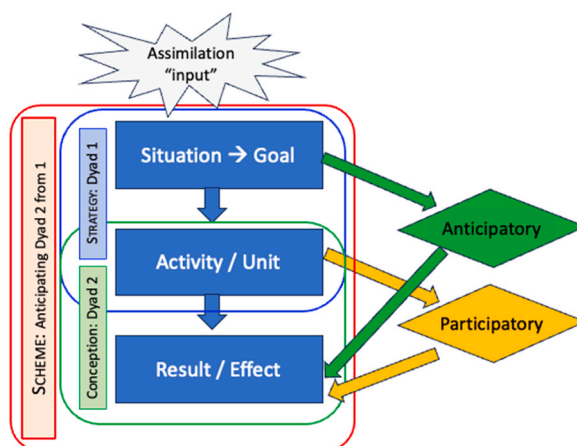 Assimilation
“input”
SCHEME: Anticipating Dyad 2 from 1
STRATEGY: Dyad 1
Situation → Goal
Anticipatory
Activity / Unit
CONCEPTION: Dyad 2
Participatory
Result / Effect